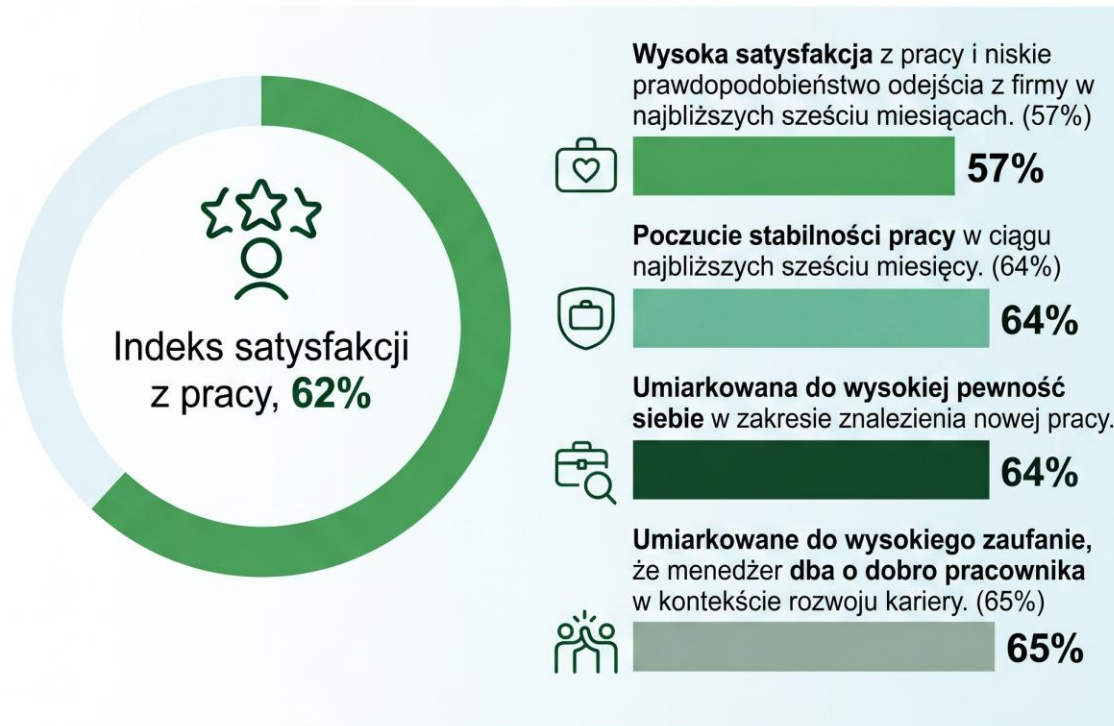 Indeks satysfakcji
z pracy, 62%
Wysoka satysfakcja z pracy i niskie
prawdopodobieństwo odejścia z firmy w
najbliższych sześciu miesiącach. (57%)
57%
Poczucie stabilności pracy w ciągu
najbliższych sześciu miesięcy. (64%)
64%
Umiarkowana do wysokiej pewność
siebie w zakresie znalezienia nowej pracy.
64%
Umiarkowane do wysokiego zaufanie,
że menedżer dba o dobro pracownika
w kontekście rozwoju kariery. (65%)
65%